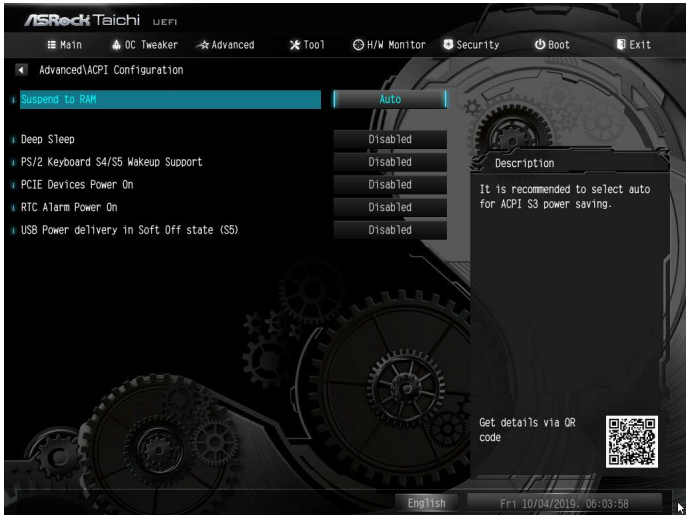 ASRock Taichi UEFI
Main OC Tweaker Advanced Tool H/W Monitor Security Boot Exit
Advanced\ACPI Configuration
Suspend to RAM Auto
Deep Sleep Disabled
PS/2 Keyboard S4/S5 Wakeup Support Disabled
PCIE Devices Power On Disabled
RTC Alarm Power On Disabled
USB Power delivery in Soft Off state (S5) Disabled
Description
It is recommended to select auto
for ACPI S3 power saving.
Get details via QR
code
English Fri 10/04/2019. 06:03:58